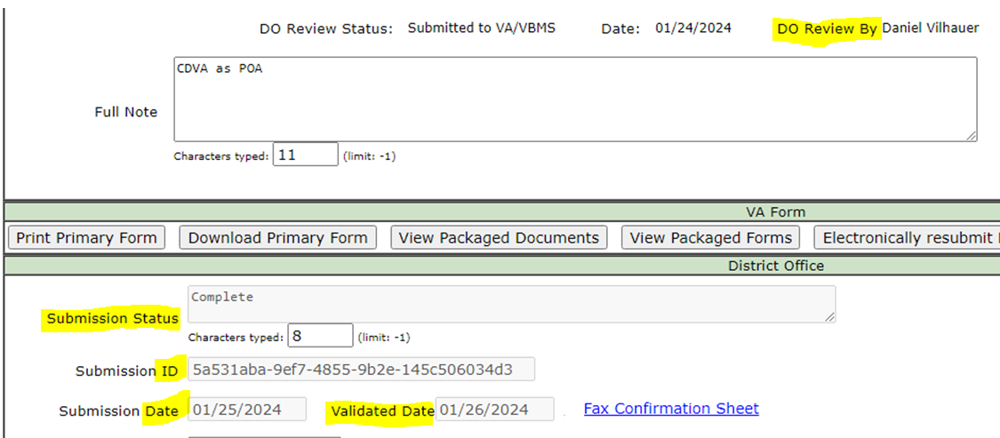 DO Review Status: Submitted to VA/VBMS Date: 01/24/2024 DO Review By Daniel Vilhauer
CDVA as POA
Full Note
Characters typed: 11 (limit: -1)
VA Form
Print Primary Form Download Primary Form View Packaged Documents View Packaged Forms Electronically resubmit
District Office
Complete
Submission Status
Characters typed: 8 (limit: -1)
Submission ID 5a531aba-9ef7-4855-9b2e-145c506034d3
Submission Date 01/25/2024 Validated Date 01/26/2024 Fax Confirmation Sheet